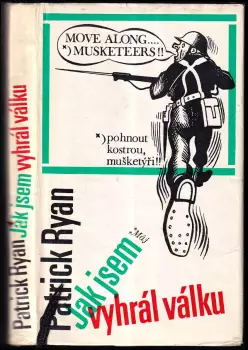 MOVE ALONG....
*) MUSKETEERS!!
*) pohnout
kostrou,
mušketýři!!
Patrick Ryan
Jak jsem
vyhrál válku
Patrick Ryan Jak jsem vyhrál válku